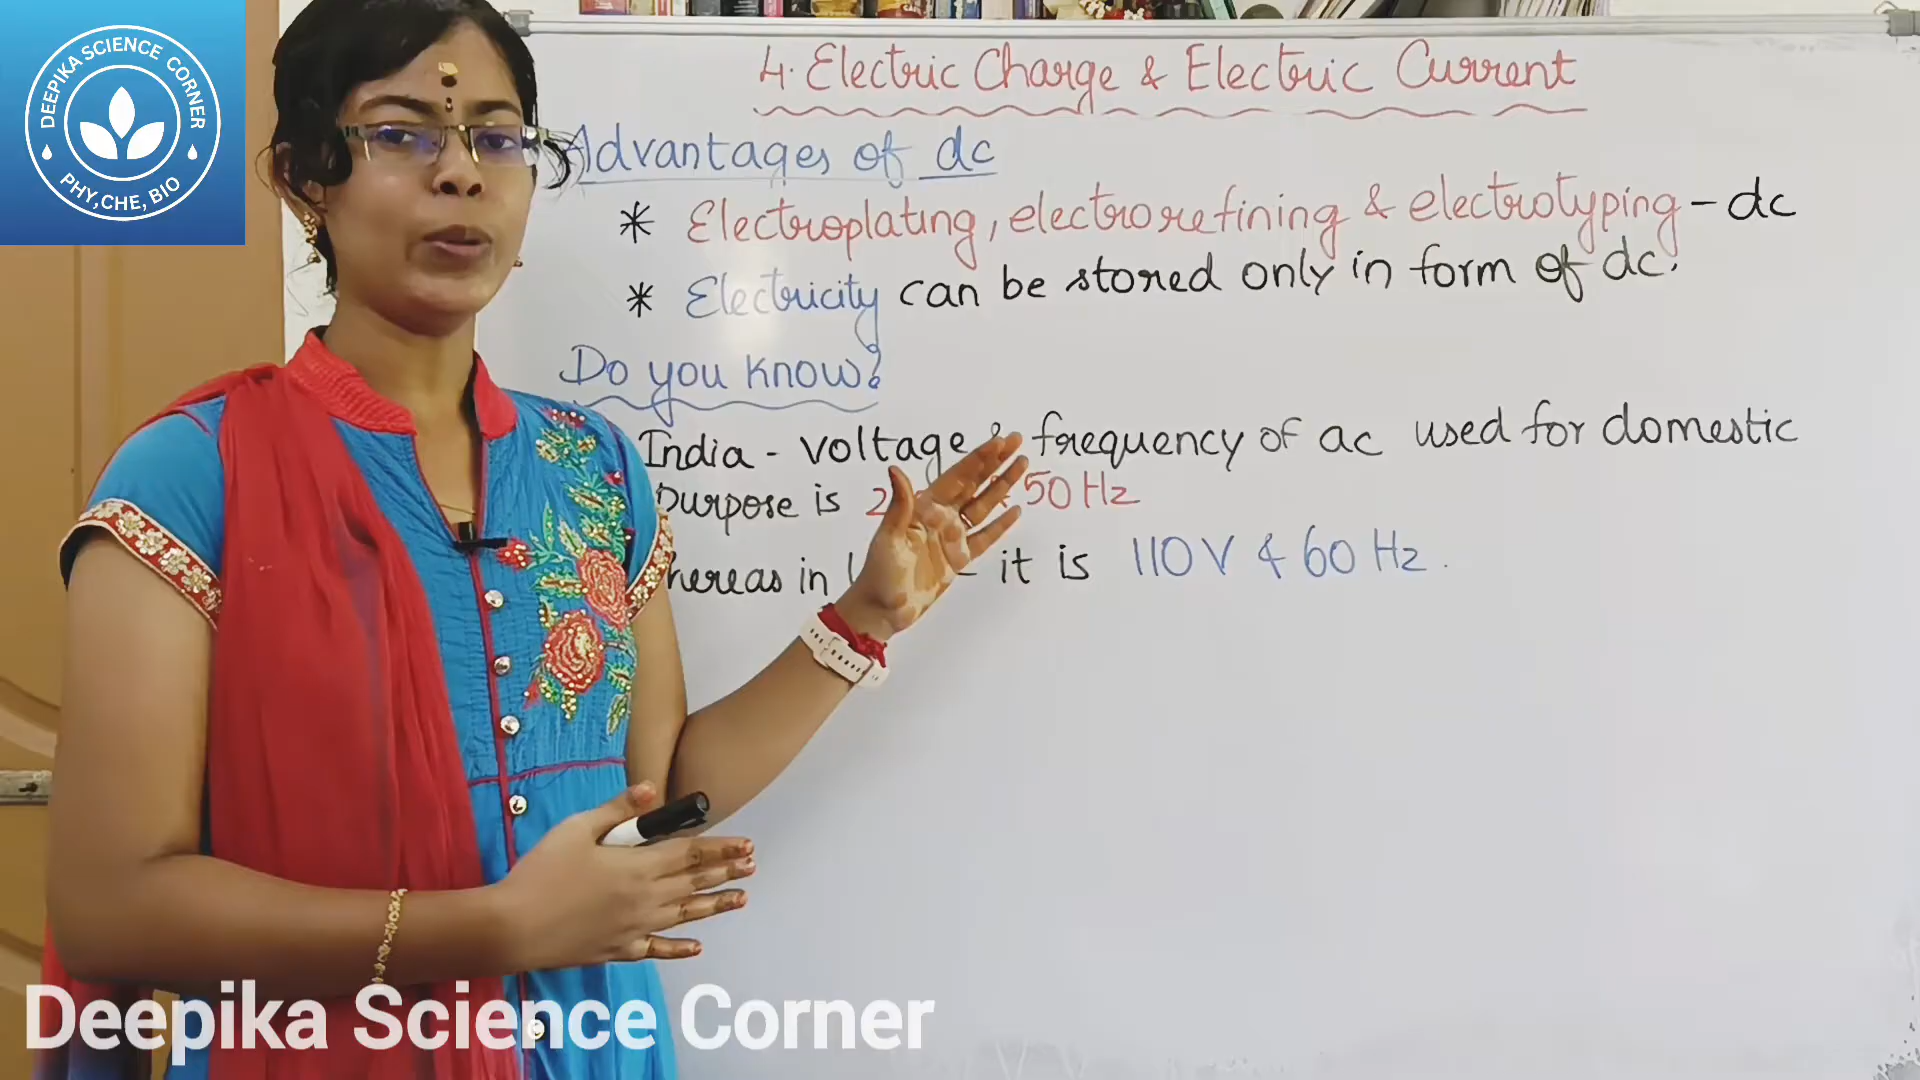 DEEPIKA SCIENCE CORNER
PHY,CHE, BIO
4. Electric Charge & Electric Current
Advantages of dc
* Electroplating, electrorefining & electrotyping - dc
* Electricity can be stored only in form of dc.
Do you know?
India - voltage & frequency of ac used for domestic
purpose is 50 Hz
in it is 110V & 60 Hz.
Deepika Science Corner